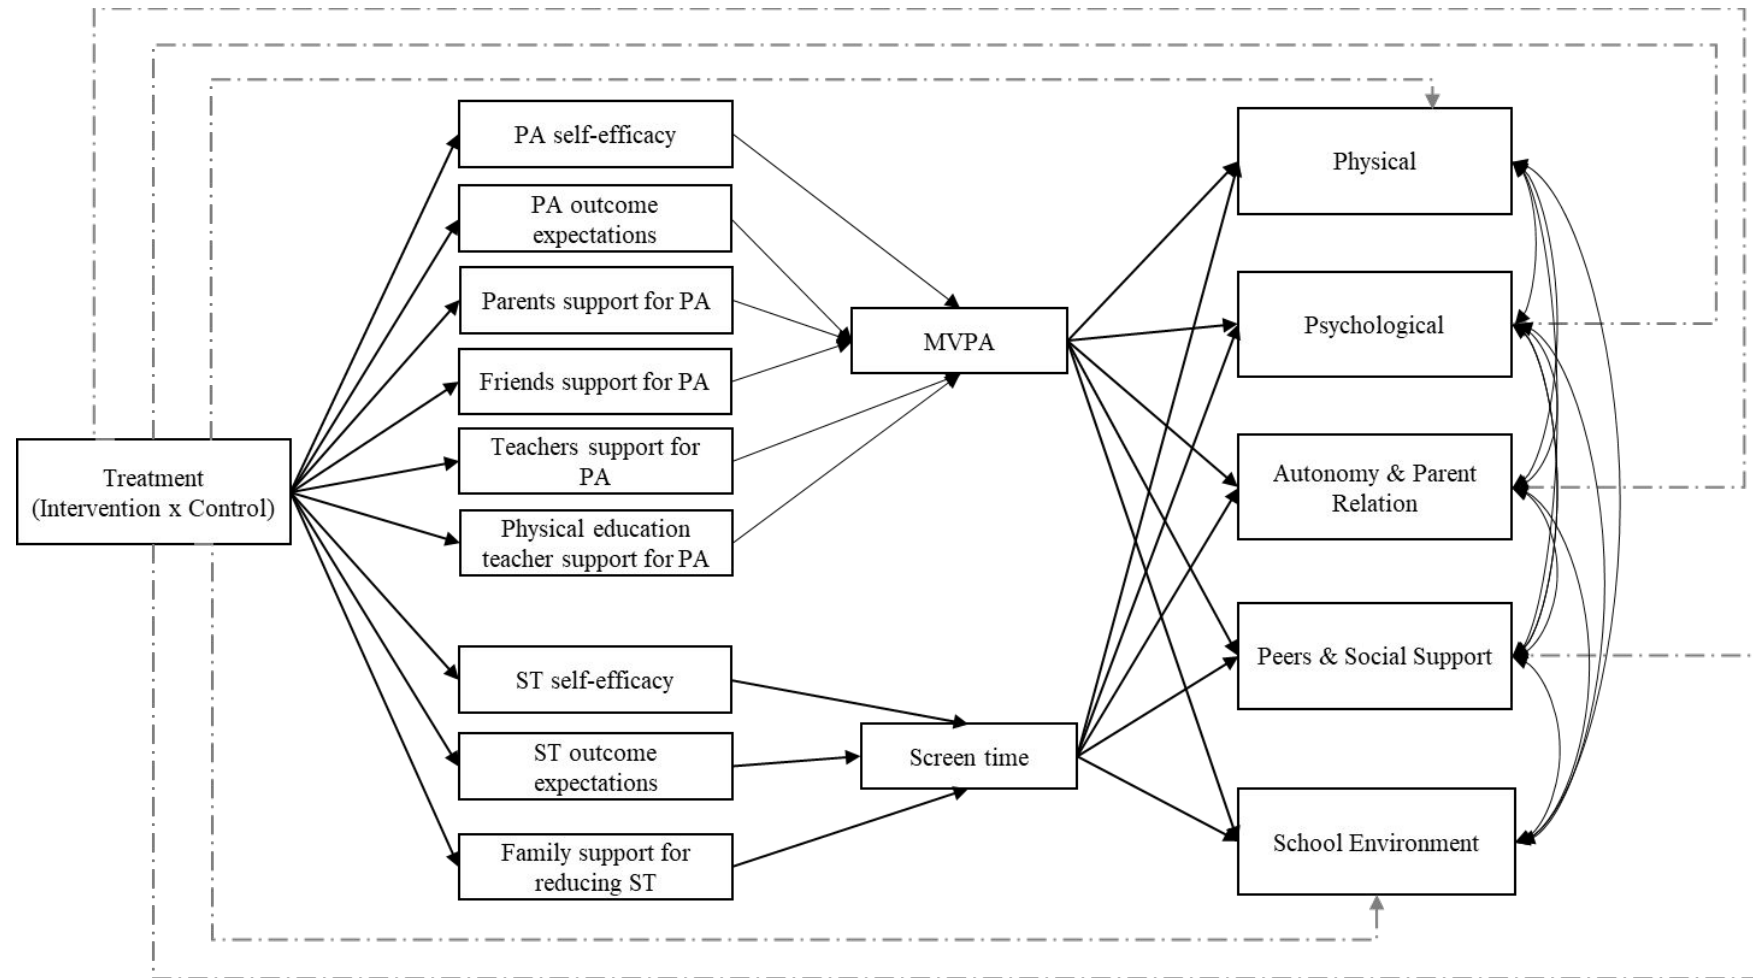 Treatment
(Intervention x Control)
PA self-efficacy
PA outcome
expectations
Parents support for PA
Friends support for PA
Teachers support for
PA
Physical education
teacher support for PA
ST self-efficacy
ST outcome
expectations
Family support for
reducing ST
MVPA
Screen time
Physical
Psychological
Autonomy & Parent
Relation
Peers & Social Support
School Environment